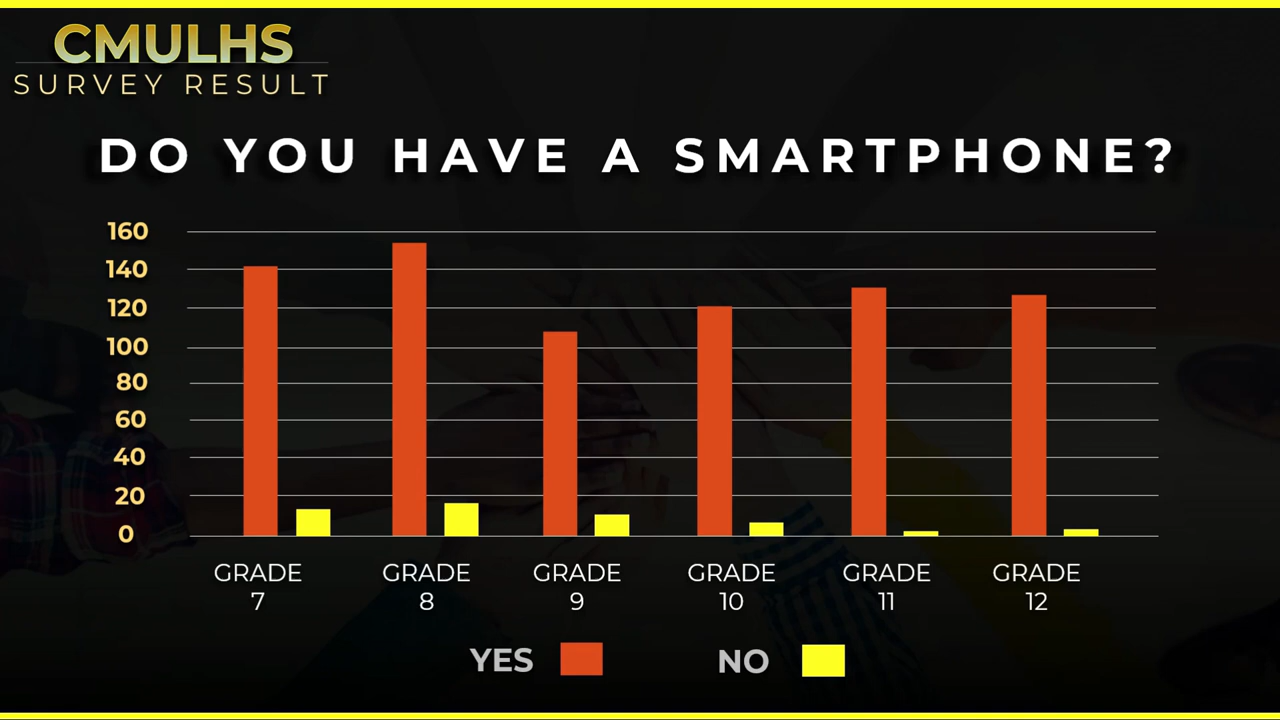 CMULHS
SURVEY RESULT
DO YOU HAVE A SMARTPHONE?
160
140
120
100
80
60
40
20
0
GRADE GRADE GRADE GRADE GRADE GRADE
7 8 9 10 11 12
YES NO